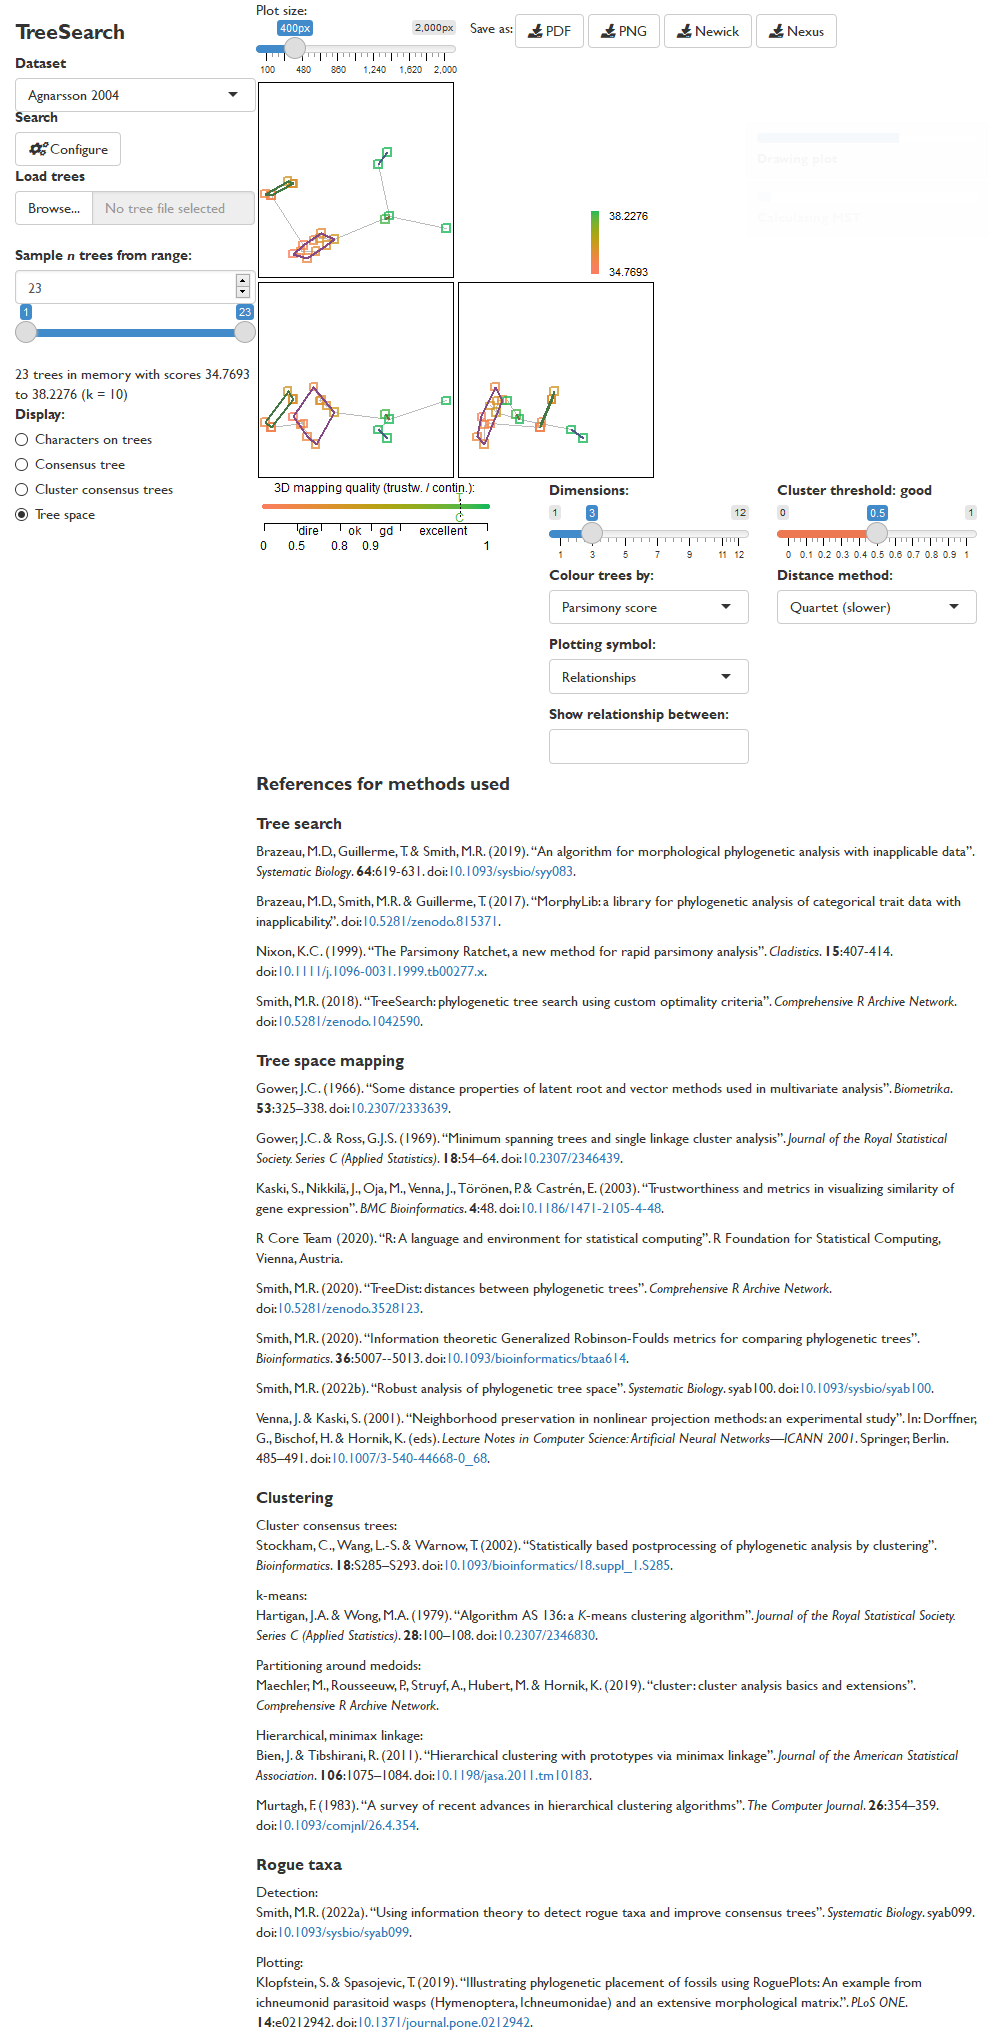 TreeSearch
Dataset
Agnarsson 2004
Search
Configure
Load trees
Browse... No tree file selected
Sample n trees from range:
23
1 23
23 trees in memory with scores 34.7693
to 38.2276 (k = 10)
Display:
Characters on trees
Consensus tree
Cluster consensus trees
Tree space
Plot size:
400px 2,000px
100 480 860 1,240 1,620 2,000
Save as: PDF PNG Newick Nexus
Drawing plot
38.2276
34.7693
3D mapping quality (trustw. / contin.):
T
C
dire ok gd excellent
0 0.5 0.8 0.9 1
Dimensions:
1 3 12
1 3 5 7 9 11 12
Colour trees by:
Parsimony score
Plotting symbol:
Relationships
Show relationship between:
Cluster threshold: good
0 0.5 1
0 0.1 0.2 0.3 0.4 0.5 0.6 0.7 0.8 0.9 1
Distance method:
Quartet (slower)
References for methods used
Tree search
Brazeau, M.D., Guillerme, T. & Smith, M.R. (2019). “An algorithm for morphological phylogenetic analysis with inapplicable data”.
Systematic Biology. 64:619-631. doi:10.1093/sysbio/syy083.
Brazeau, M.D., Smith, M.R. & Guillerme, T. (2017). “MorphyLib: a library for phylogenetic analysis of categorical trait data with
inapplicability.”. doi:10.5281/zenodo.815371.
Nixon, K.C. (1999). “The Parsimony Ratchet, a new method for rapid parsimony analysis”. Cladistics. 15:407-414.
doi:10.1111/j.1096-0031.1999.tb00277.x.
Smith, M.R. (2018). “TreeSearch: phylogenetic tree search using custom optimality criteria”. Comprehensive R Archive Network.
doi:10.5281/zenodo.1042590.
Tree space mapping
Gower, J.C. (1966). “Some distance properties of latent root and vector methods used in multivariate analysis”. Biometrika.
53:325–338. doi:10.2307/2333639.
Gower, J.C. & Ross, G.J.S. (1969). “Minimum spanning trees and single linkage cluster analysis”. Journal of the Royal Statistical
Society. Series C (Applied Statistics). 18:54–64. doi:10.2307/2346439.
Kaski, S., Nikkilä, J., Oja, M., Venna, J., Törönen, P. & Castrén, E. (2003). “Trustworthiness and metrics in visualizing similarity of
gene expression”. BMC Bioinformatics. 4:48. doi:10.1186/1471-2105-4-48.
R Core Team (2020). “R: A language and environment for statistical computing”. R Foundation for Statistical Computing,
Vienna, Austria.
Smith, M.R. (2020). “TreeDist: distances between phylogenetic trees”. Comprehensive R Archive Network.
doi:10.5281/zenodo.3528123.
Smith, M.R. (2020). “Information theoretic Generalized Robinson-Foulds metrics for comparing phylogenetic trees”.
Bioinformatics. 36:5007--5013. doi:10.1093/bioinformatics/btaa614.
Smith, M.R. (2022b). “Robust analysis of phylogenetic tree space”. Systematic Biology. syab100. doi:10.1093/sysbio/syab100.
Venna, J. & Kaski, S. (2001). “Neighborhood preservation in nonlinear projection methods: an experimental study”. In: Dorffner,
G., Bischof, H. & Hornik, K. (eds). Lecture Notes in Computer Science: Artificial Neural Networks—ICANN 2001. Springer, Berlin.
485–491. doi:10.1007/3-540-44668-0_68.
Clustering
Cluster consensus trees:
Stockham, C., Wang, L.-S. & Warnow, T. (2002). “Statistically based postprocessing of phylogenetic analysis by clustering”.
Bioinformatics. 18:S285–S293. doi:10.1093/bioinformatics/18.suppl_1.S285.
k-means:
Hartigan, J.A. & Wong, M.A. (1979). “Algorithm AS 136: a K-means clustering algorithm”. Journal of the Royal Statistical Society.
Series C (Applied Statistics). 28:100–108. doi:10.2307/2346830.
Partitioning around medoids:
Maechler, M., Rousseeuw, P., Struyf, A., Hubert, M. & Hornik, K. (2019). “cluster: cluster analysis basics and extensions”.
Comprehensive R Archive Network.
Hierarchical, minimax linkage:
Bien, J. & Tibshirani, R. (2011). “Hierarchical clustering with prototypes via minimax linkage”. Journal of the American Statistical
Association. 106:1075–1084. doi:10.1198/jasa.2011.tm10183.
Murtagh, F. (1983). “A survey of recent advances in hierarchical clustering algorithms”. The Computer Journal. 26:354–359.
doi:10.1093/comjnl/26.4.354.
Rogue taxa
Detection:
Smith, M.R. (2022a). “Using information theory to detect rogue taxa and improve consensus trees”. Systematic Biology. syab099.
doi:10.1093/sysbio/syab099.
Plotting:
Klopfstein, S. & Spasojevic, T. (2019). “Illustrating phylogenetic placement of fossils using RoguePlots: An example from
ichneumonid parasitoid wasps (Hymenoptera, Ichneumonidae) and an extensive morphological matrix.”. PLoS ONE.
14:e0212942. doi:10.1371/journal.pone.0212942.